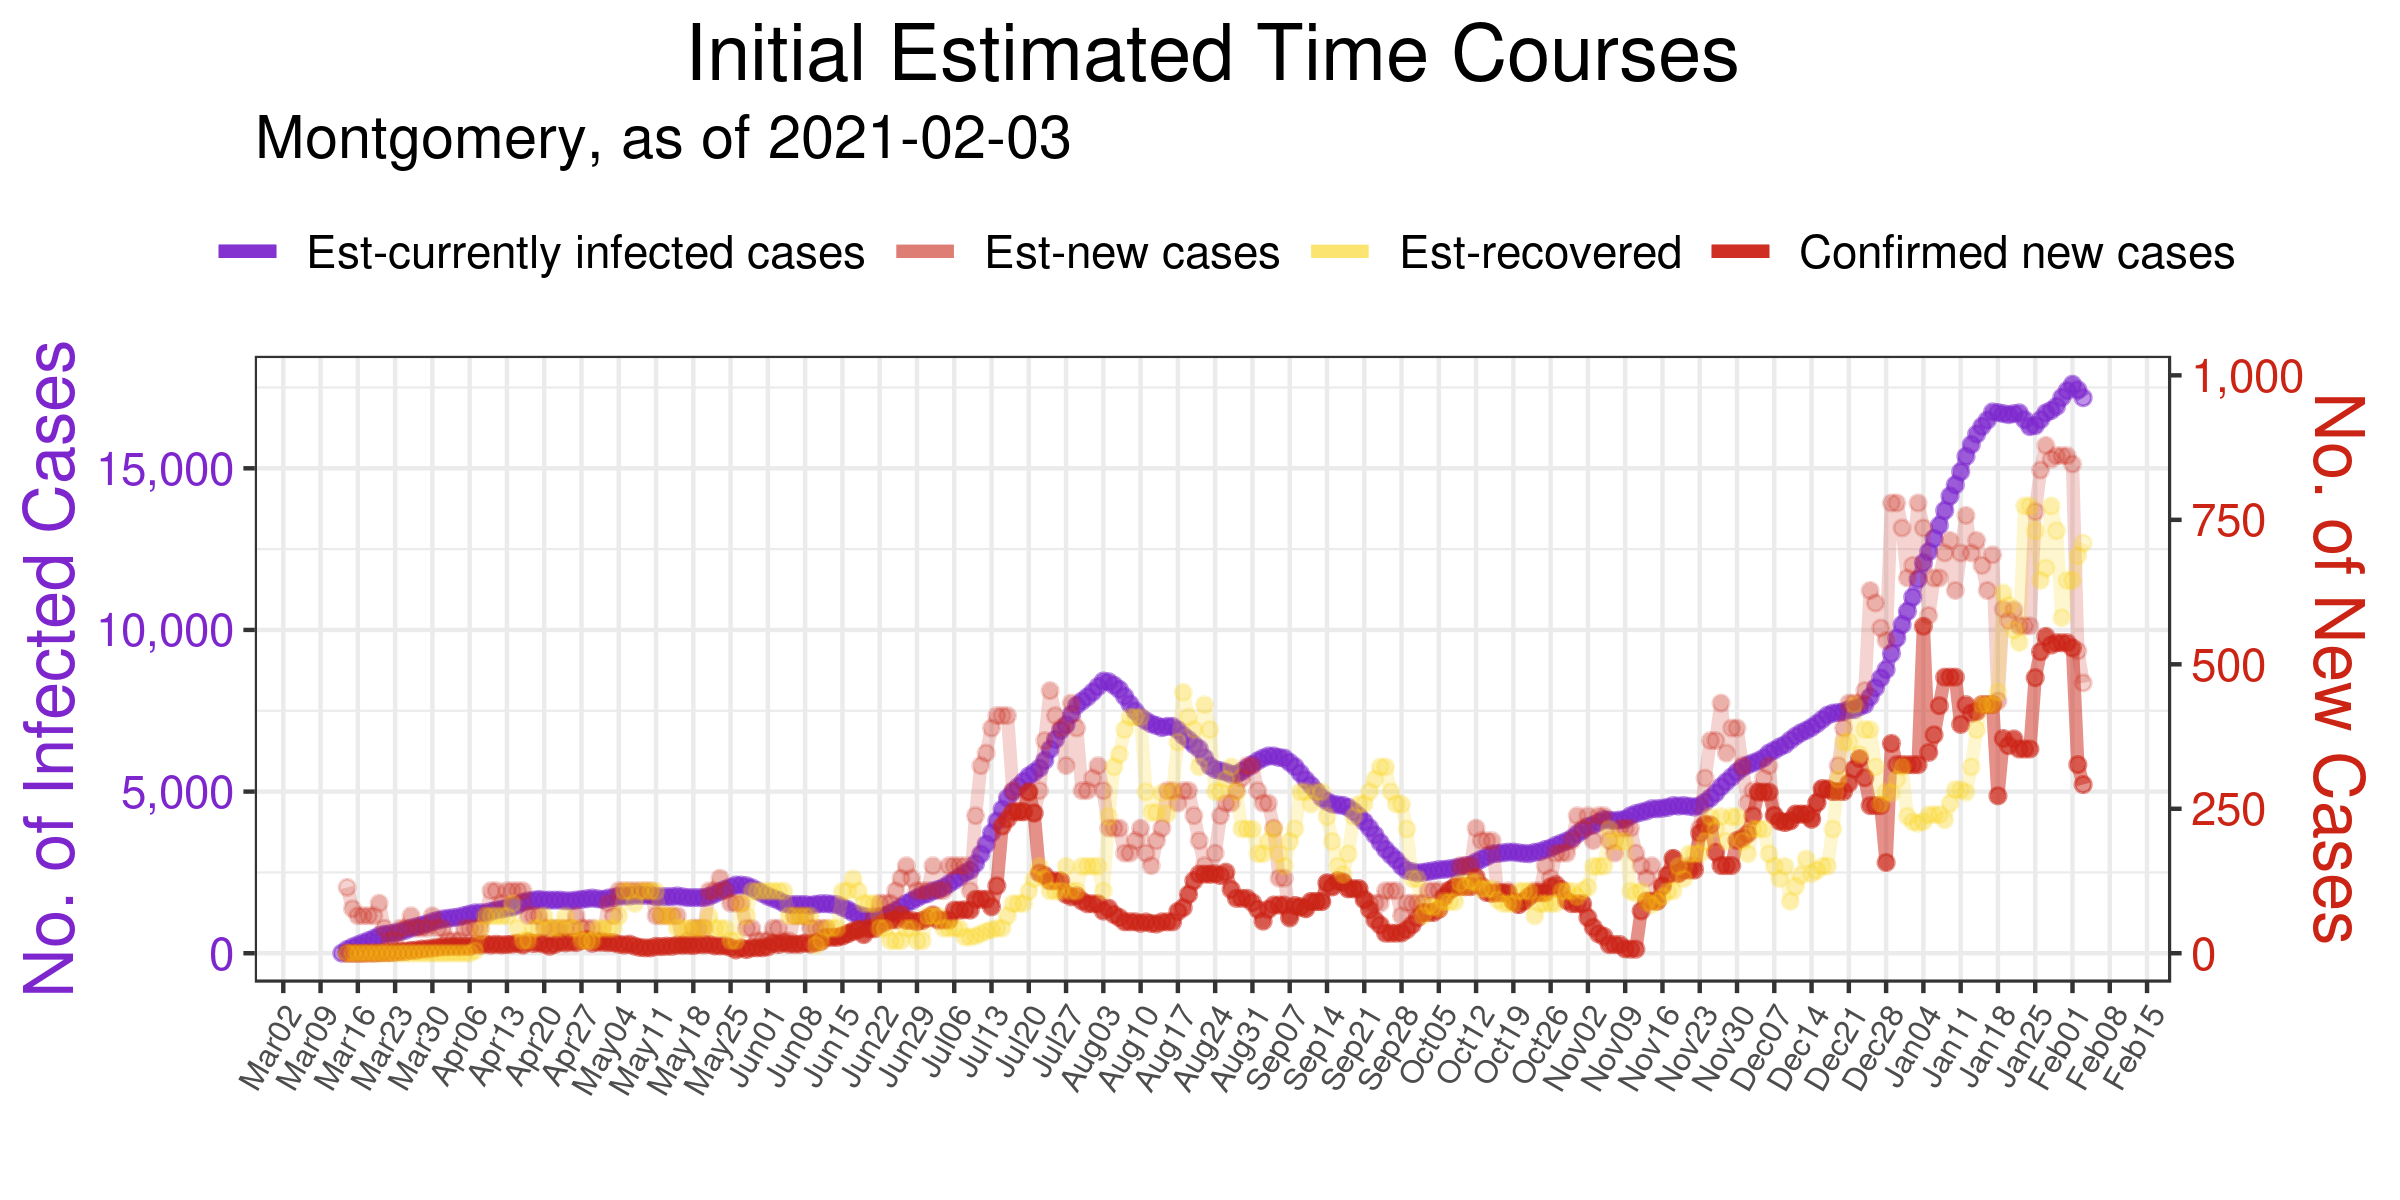 Initial Estimated Time Courses
Montgomery, as of 2021-02-03
Est-currently infected cases
Est-new cases
Est-recovered
Confirmed new cases
No. of Infected Cases
15,000
10,000
5,000
0
1,000
750
500
250
0
No. of New Cases
Mar02
Mar09
Mar16
Mar23
Mar30
Apr06
Apr13
Apr20
Apr27
May04
May11
May18
May25
Jun01
Jun08
Jun15
Jun22
Jun29
Jul06
Jul13
Jul20
Jul27
Aug03
Aug10
Aug17
Aug24
Aug31
Sep07
Sep14
Sep21
Sep28
Oct05
Oct12
Oct19
Oct26
Nov02
Nov09
Nov16
Nov23
Nov30
Dec07
Dec14
Dec21
Dec28
Jan04
Jan11
Jan18
Jan25
Feb01
Feb08
Feb15